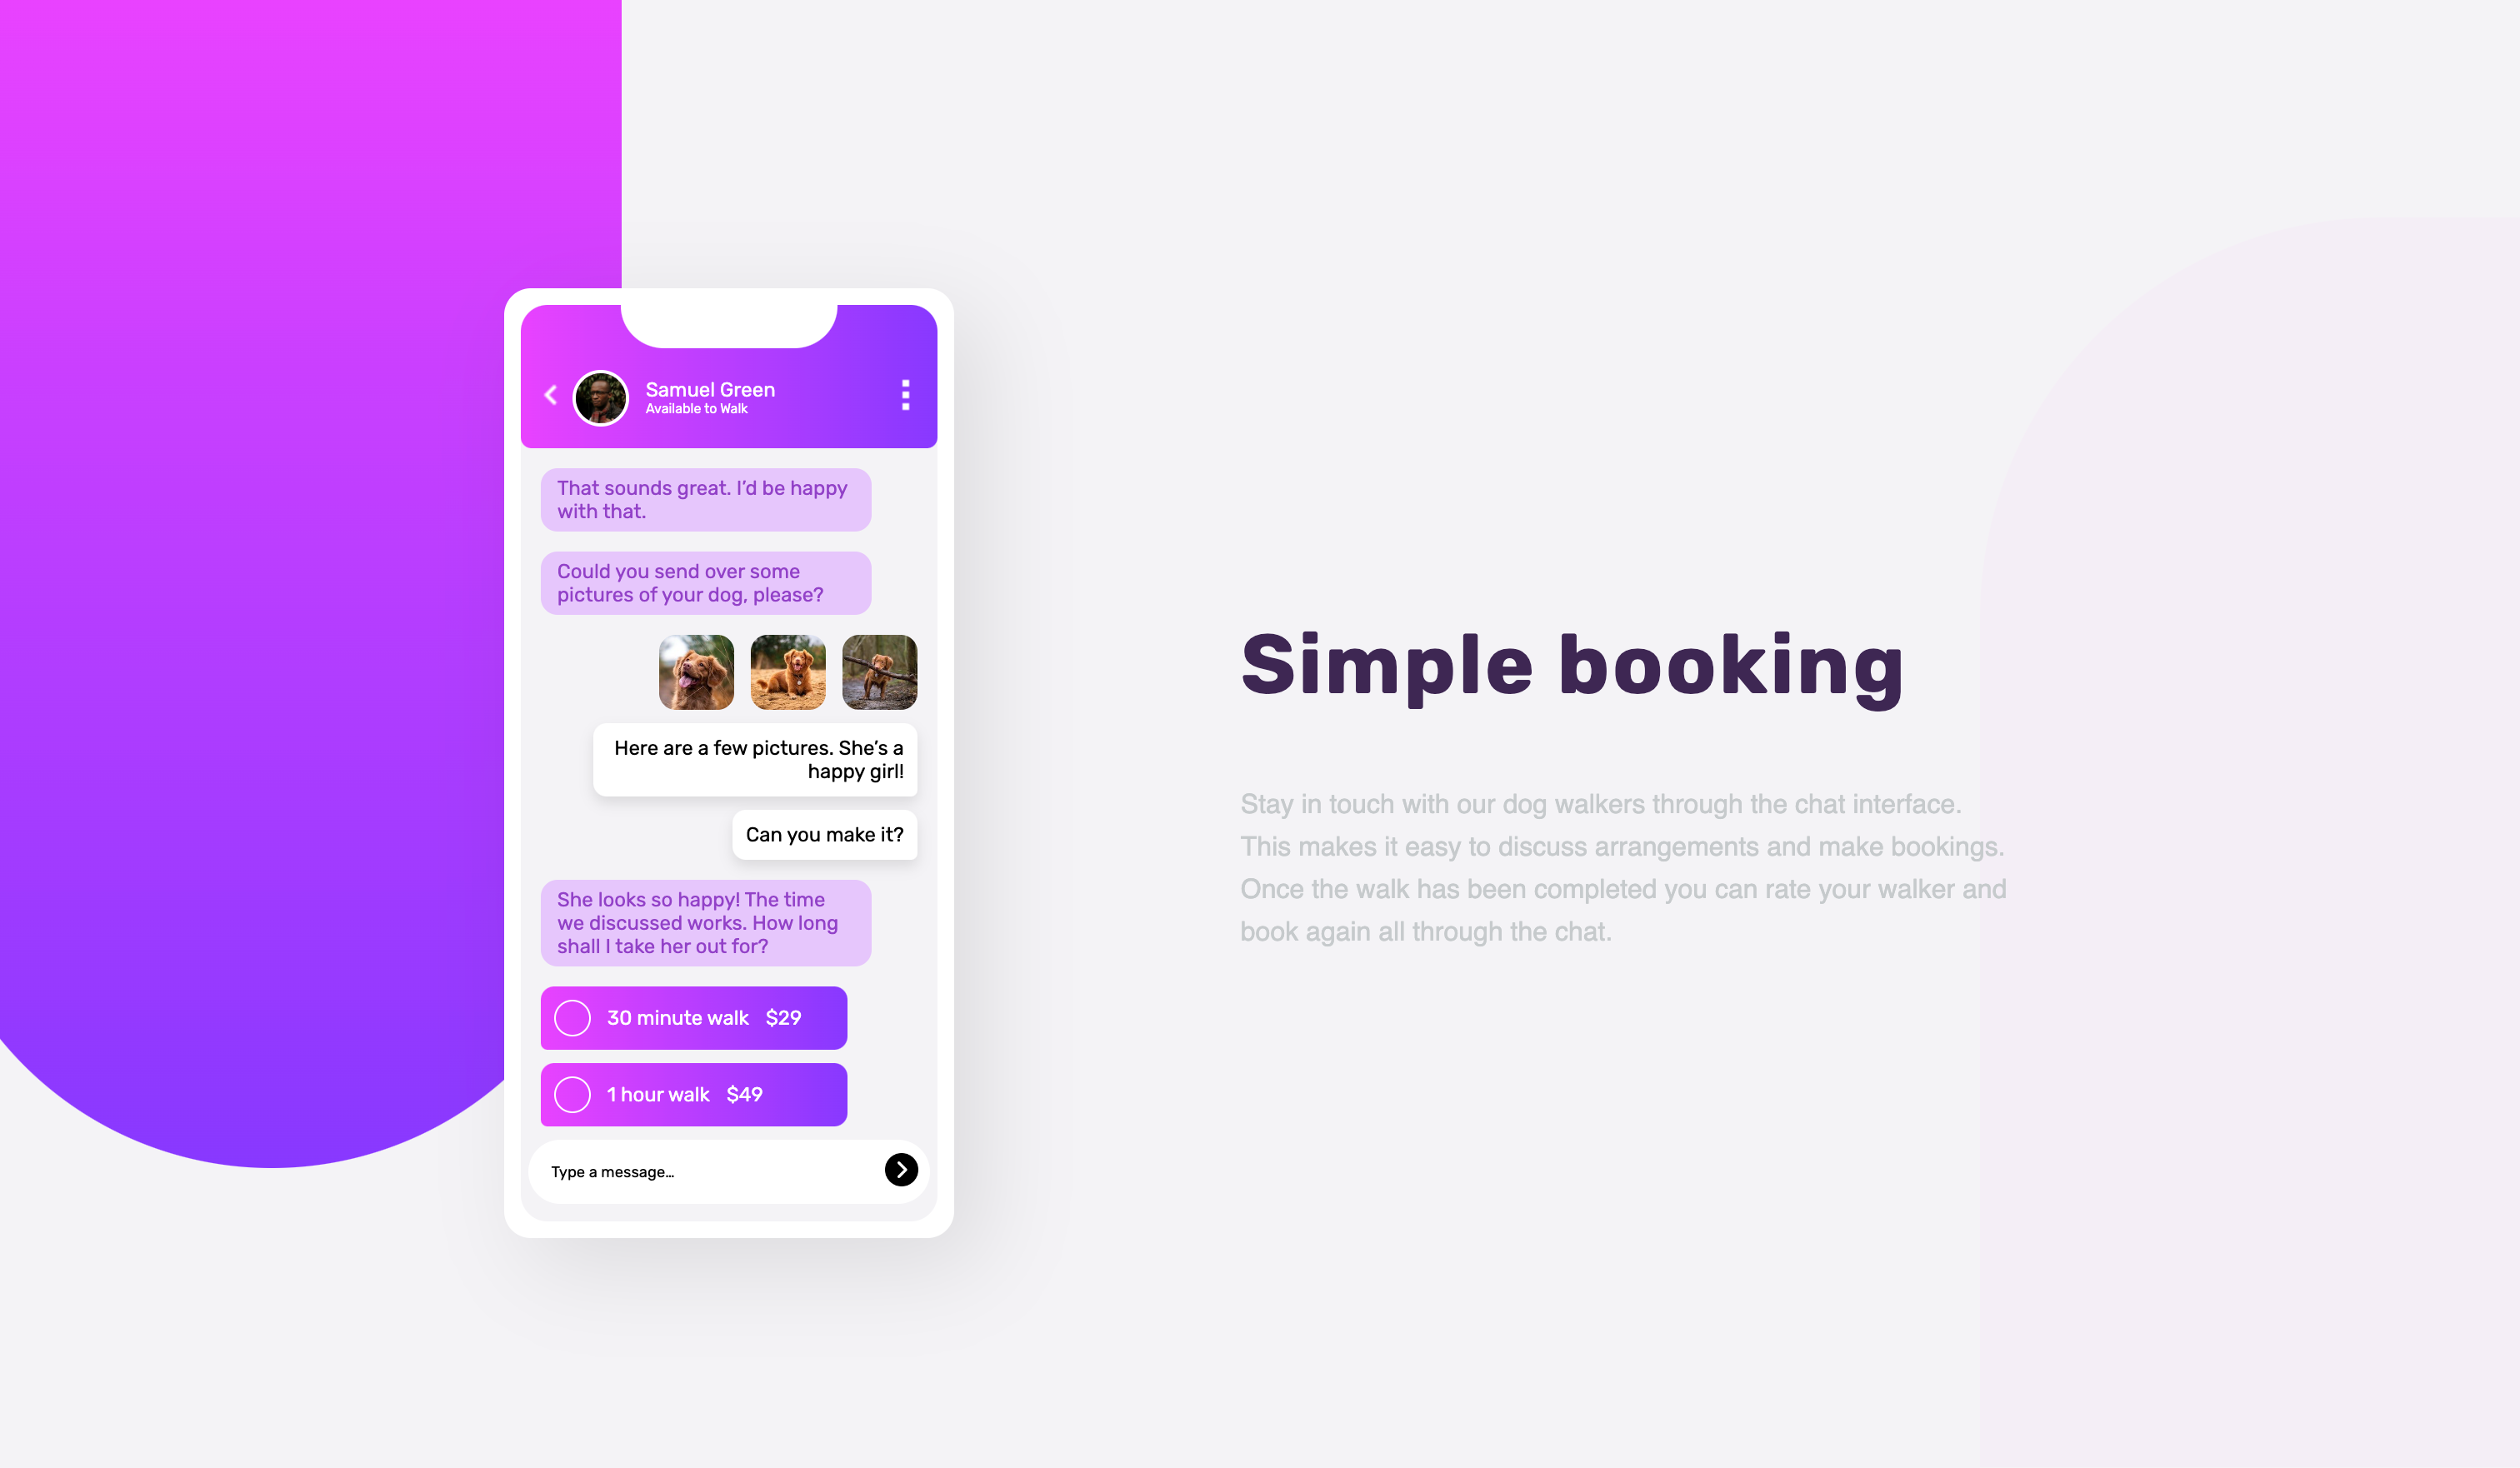 Samuel Green
Available to Walk
That sounds great. I’d be happy
with that.
Could you send over some
pictures of your dog, please?
Here are a few pictures. She’s a
happy girl!
Can you make it?
She looks so happy! The time
we discussed works. How long
shall I take her out for?
30 minute walk $29
1 hour walk $49
Type a message…
Simple booking
Stay in touch with our dog walkers through the chat interface.
This makes it easy to discuss arrangements and make bookings.
Once the walk has been completed you can rate your walker and
book again all through the chat.